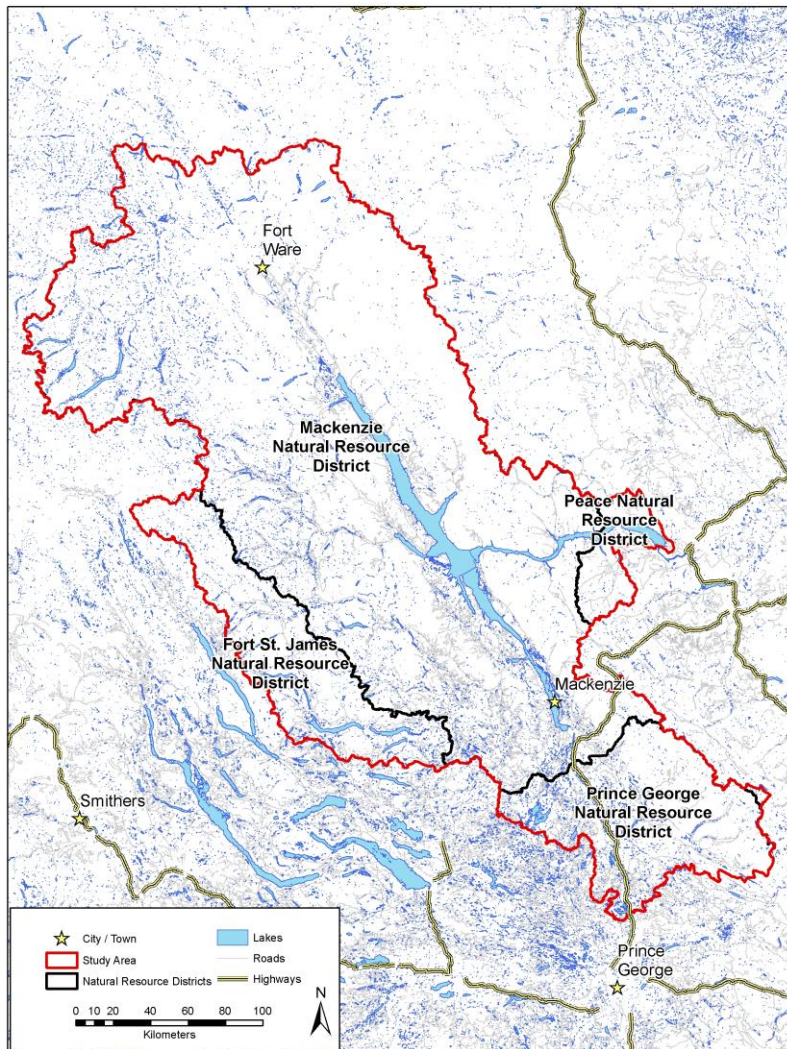 Fort
Ware
Mackenzie
Natural Resource
District
Peace Natural
Resource
District
Fort St. James
Natural Resource
District
Mackenzie
Prince George
Natural Resource
District
Smithers
Prince
George
City / Town
Lakes
Study Area
Roads
Natural Resource Districts
Highways
0 10 20 40 60 80 100
Kilometers
N